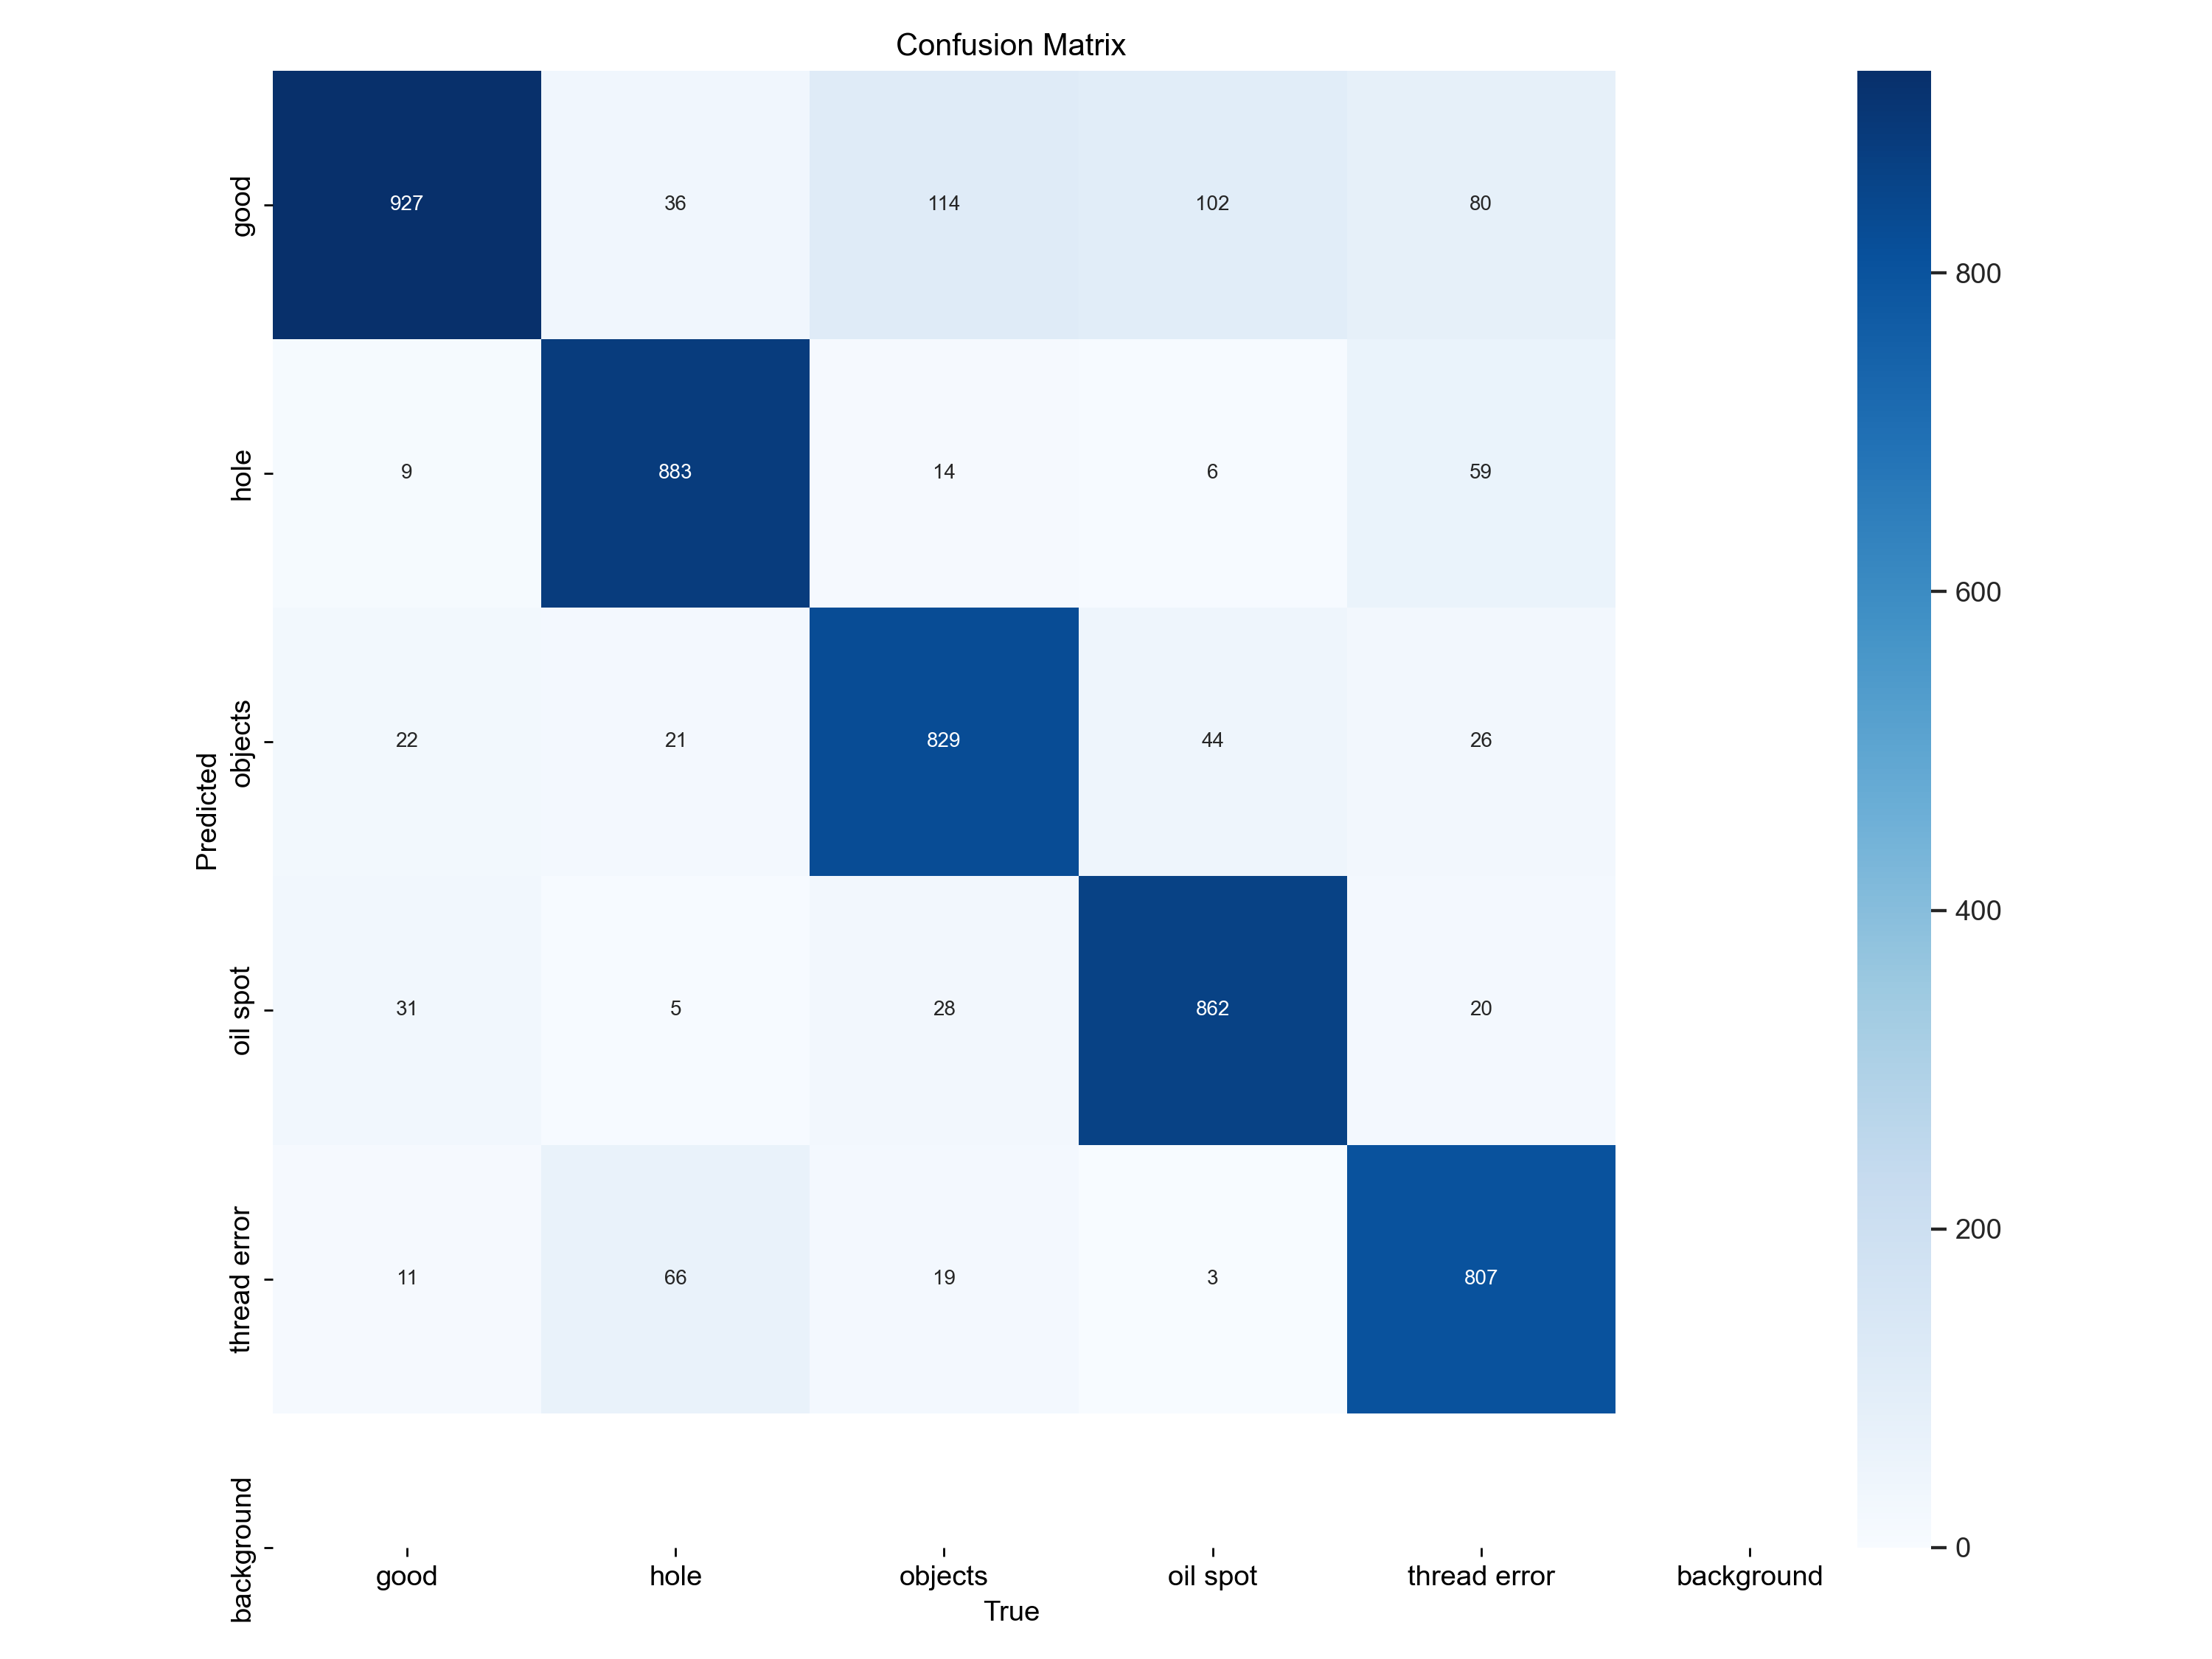 Confusion Matrix
good
927 36 114 102 80
hole
9 883 14 6 59
800
600
objects
22 21 829 44 26
Predicted
400
oil spot
31 5 28 862 20
200
thread error
11 66 19 3 807
background
0
good hole objects oil spot thread error background
True